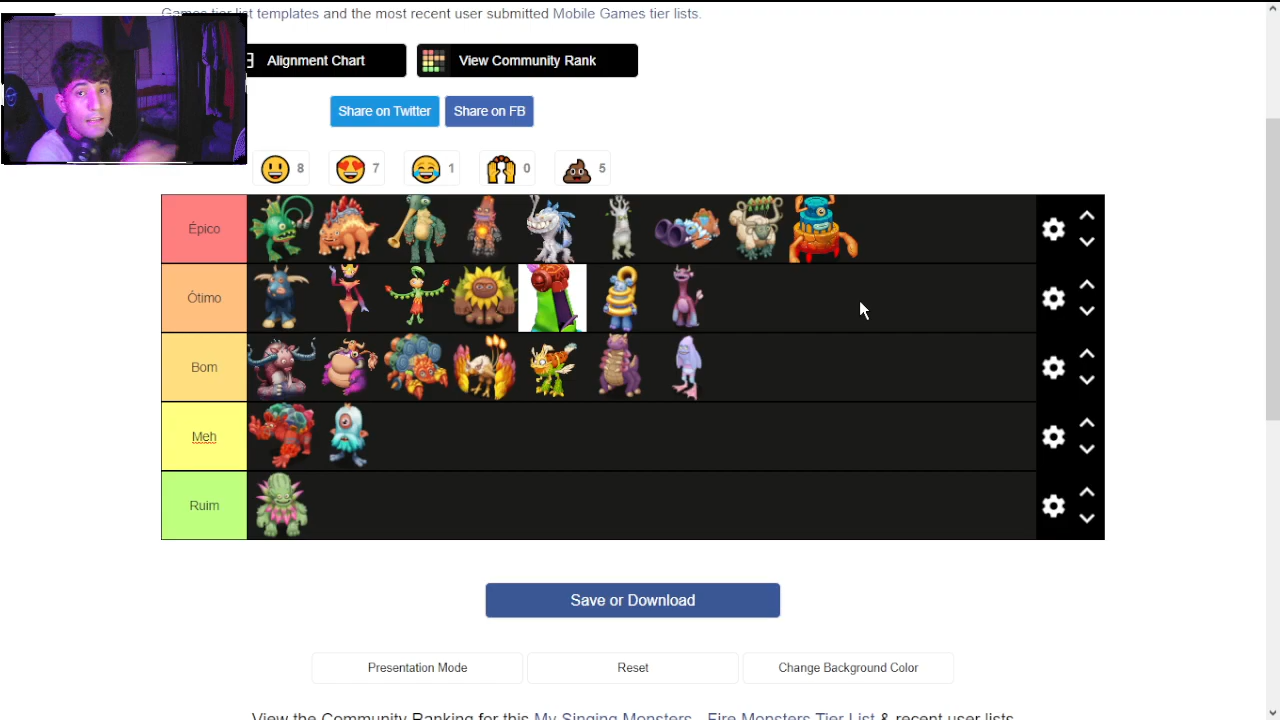 Games tier list templates and the most recent user submitted Mobile Games tier lists.
Alignment Chart
View Community Rank
Share on Twitter
Share on FB
8
7
1
0
5
Épico
Ótimo
Bom
Meh
Ruim
Save or Download
Presentation Mode
Reset
Change Background Color
View the Community Ranking for this My Singing Monsters - Fire Monsters Tier List & recent user lists